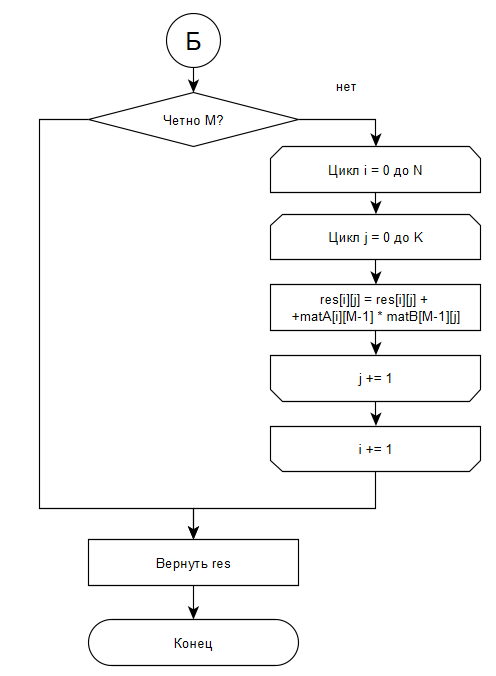 Б
нет
Четно M?
Цикл i = 0 до N
Цикл j = 0 до K
res[i][j] = res[i][j] +
+matA[i][M-1] * matB[M-1][j]
j += 1
i += 1
Вернуть res
Конец